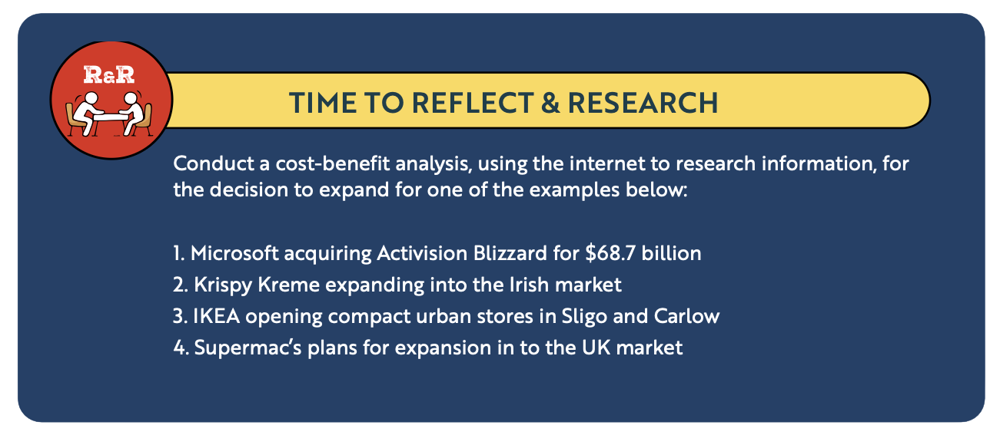 R&R
TIME TO REFLECT & RESEARCH
Conduct a cost-benefit analysis, using the internet to research information, for
the decision to expand for one of the examples below:
1. Microsoft acquiring Activision Blizzard for $68.7 billion
2. Krispy Kreme expanding into the Irish market
3. IKEA opening compact urban stores in Sligo and Carlow
4. Supermac’s plans for expansion in to the UK market